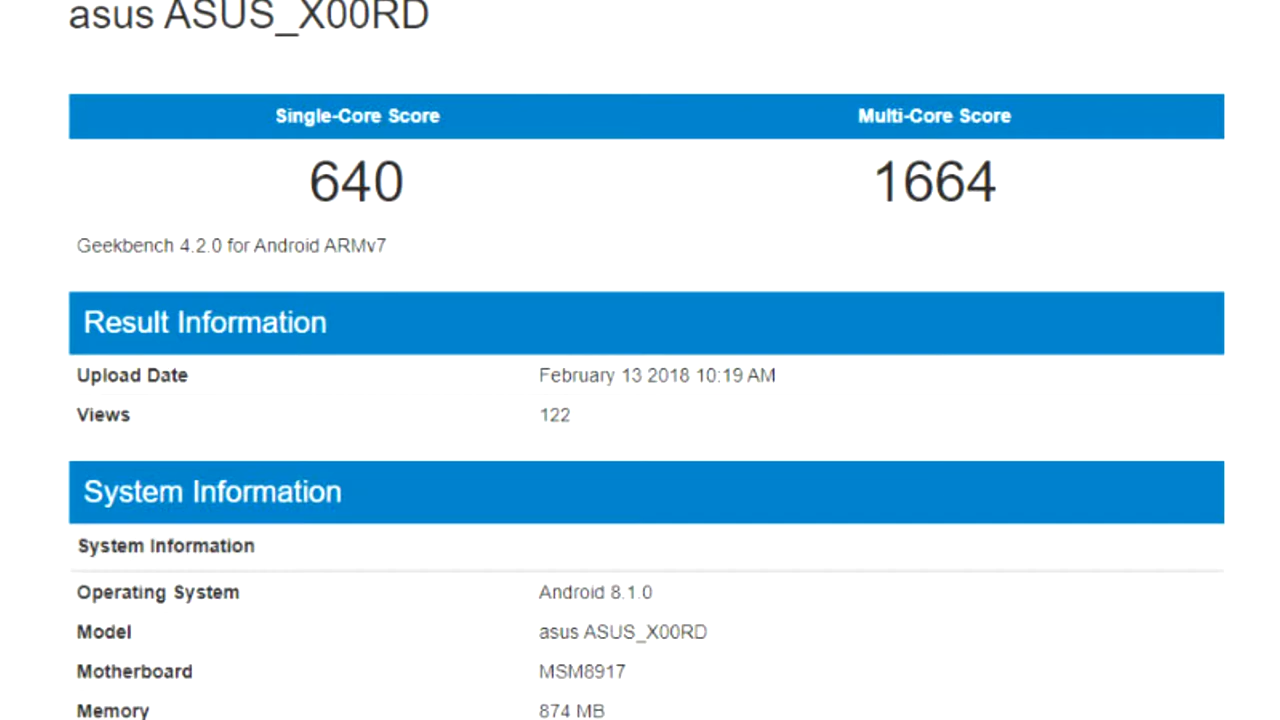 asus ASUS_X00RD
Single-Core Score Multi-Core Score
640 1664
Geekbench 4.2.0 for Android ARMv7
Result Information
Upload Date February 13 2018 10:19 AM
Views 122
System Information
System Information
Operating System Android 8.1.0
Model asus ASUS_X00RD
Motherboard MSM8917
Memory 874 MB